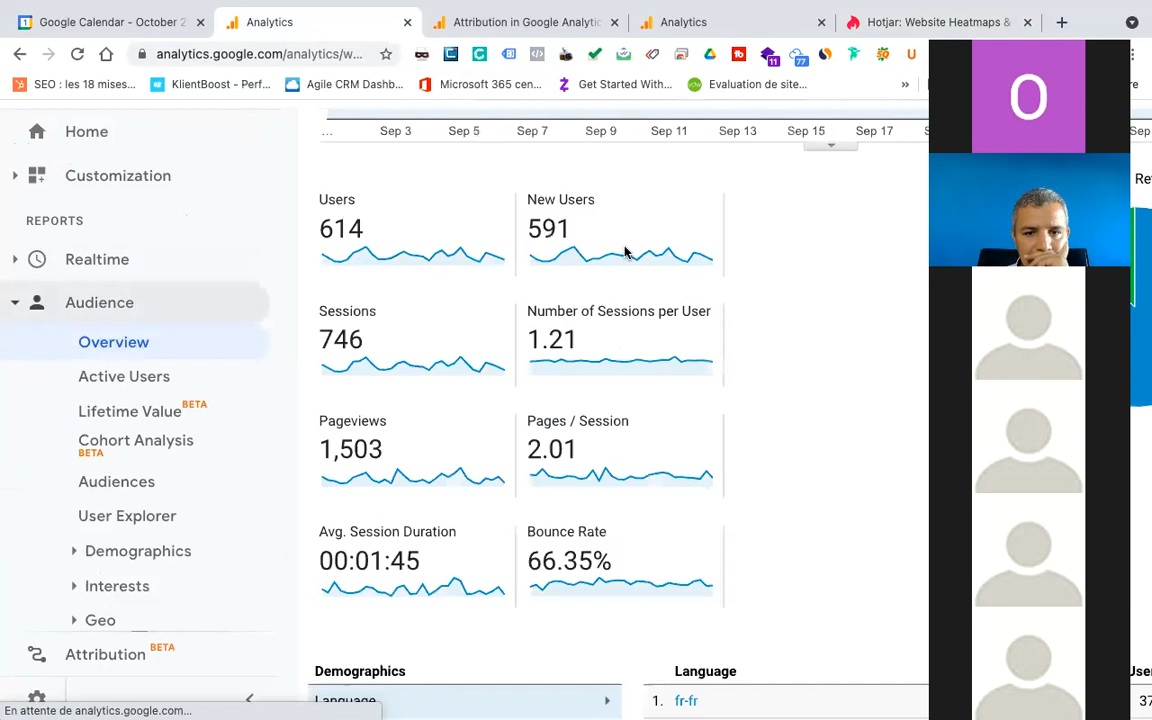 Google Calendar - October 2
Analytics
Attribution in Google Analytic
Analytics
Hotjar: Website Heatmaps &
analytics.google.com/analytics/w...
11
77
SEO : les 18 mises...
KlientBoost - Perf...
Agile CRM Dashb...
Microsoft 365 cen...
Get Started With...
Evaluation de site...
»
Home
Customization
REPORTS
Realtime
Audience
Overview
Active Users
Lifetime Value BETA
Cohort Analysis
BETA
Audiences
User Explorer
Demographics
Interests
Geo
Attribution BETA
En attente de analytics.google.com...
...
Sep 3
Sep 5
Sep 7
Sep 9
Sep 11
Sep 13
Sep 15
Sep 17
Users
614
New Users
591
Sessions
746
Number of Sessions per User
1.21
Pageviews
1,503
Pages / Session
2.01
Avg. Session Duration
00:01:45
Bounce Rate
66.35%
Demographics
Language
Language
1. fr-fr
O